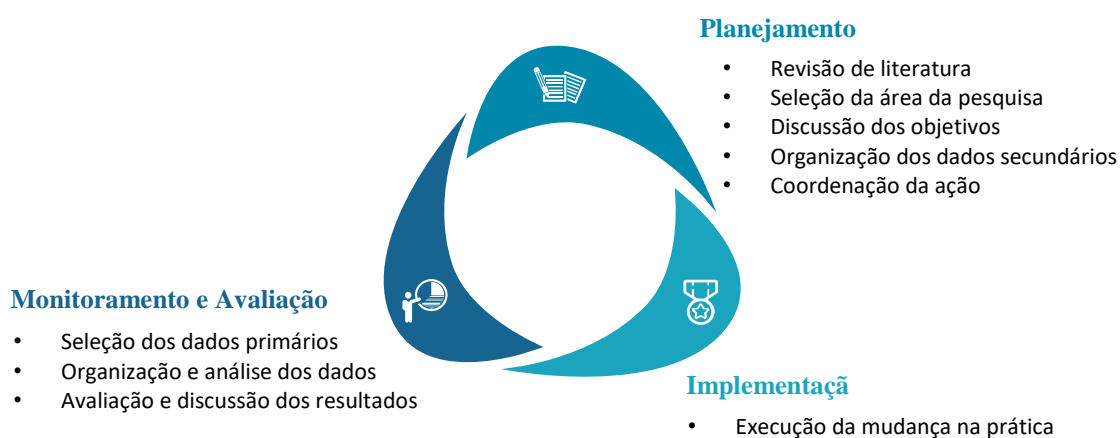 Planejamento
• Revisão de literatura
• Seleção da área da pesquisa
• Discussão dos objetivos
• Organização dos dados secundários
• Coordenação da ação
Monitoramento e Avaliação
• Seleção dos dados primários
• Organização e análise dos dados
• Avaliação e discussão dos resultados
Implementaçã
• Execução da mudança na prática